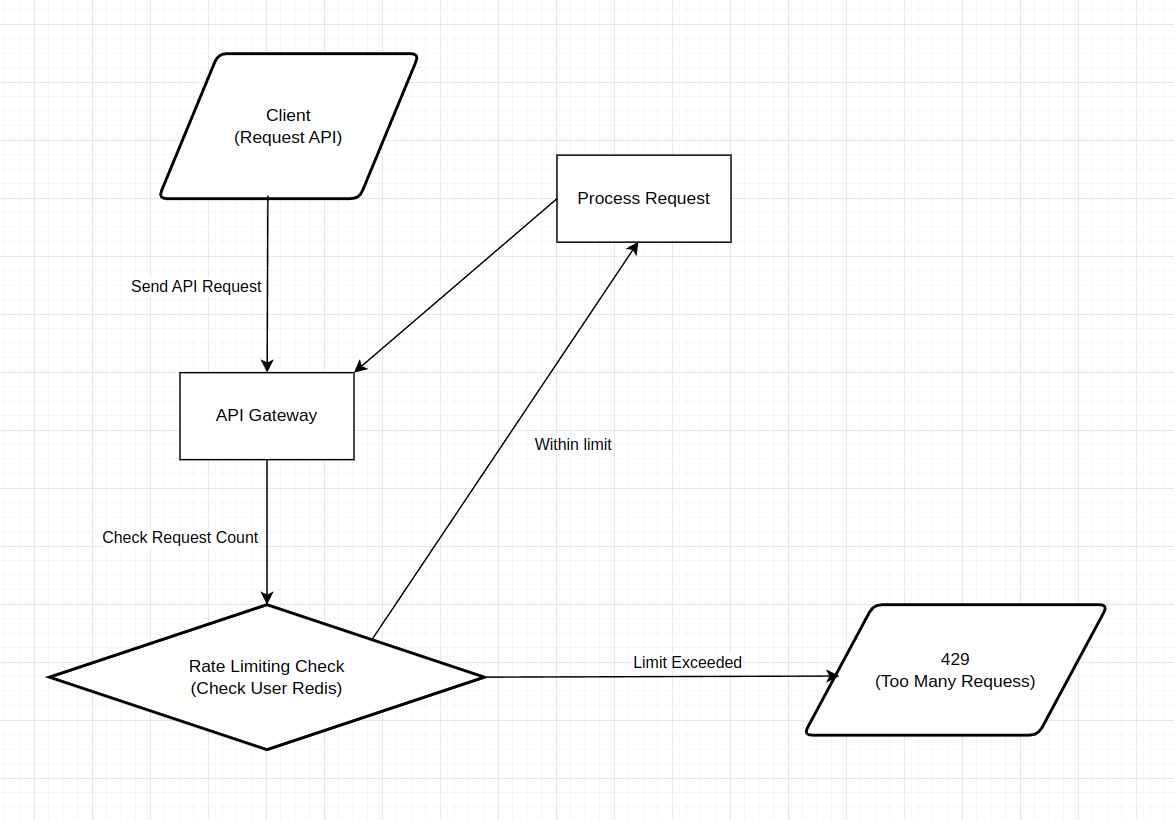 Client
(Request API)
Process Request
Send API Request
API Gateway
Within limit
Check Request Count
Rate Limiting Check
(Check User Redis)
Limit Exceeded
429
(Too Many Requess)